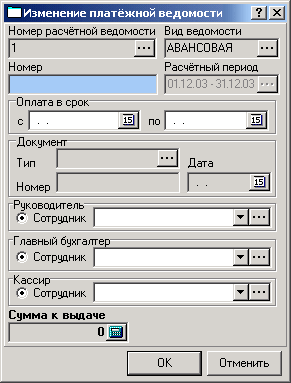 Изменение платёжной ведомости
Номер расчётной ведомости Вид ведомости
1 ... АВАНСОВАЯ ...
Номер Расчётный период
01.12.03 - 31.12.03 ...
Оплата в срок
с . . 15 по . . 15
Документ
Тип ... Дата
Номер . . 15
Руководитель
Сотрудник ...
Главный бухгалтер
Сотрудник ...
Кассир
Сотрудник ...
Сумма к выдаче
0
OK Отменить